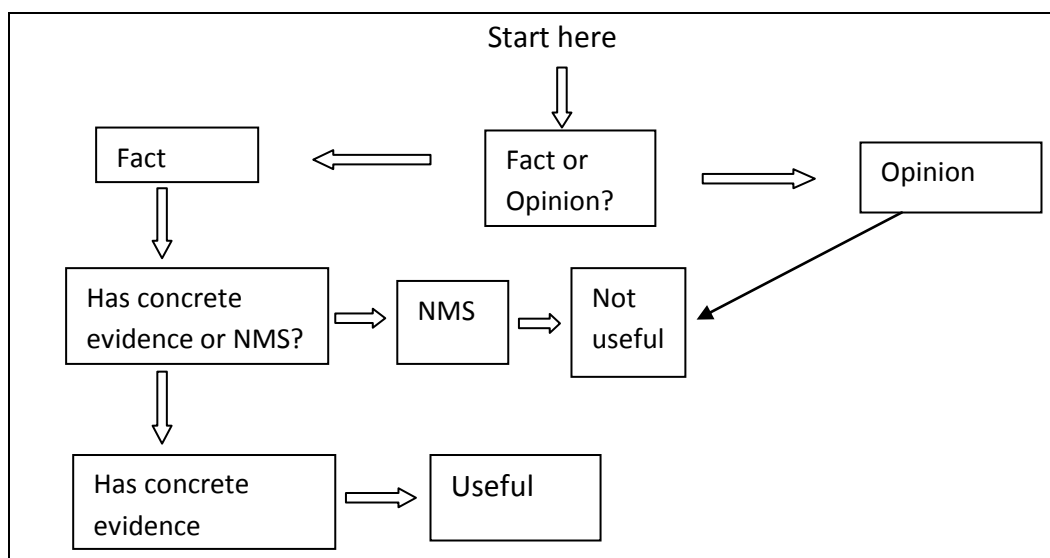 Start here
Fact
Fact or
Opinion?
Opinion
Has concrete
evidence or NMS?
NMS
Not
useful
Has concrete
evidence
Useful